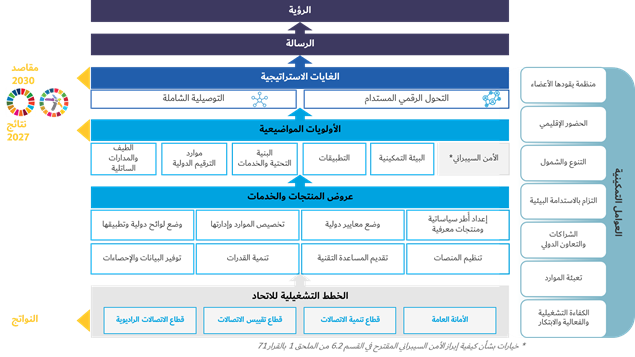 الرؤية
الرسالة
الغايات الاستراتيجية
التحول الرقمي المستدام
التوصيلية الشاملة
مقاصد
2030
نتائج
2027
الأولويات المواضيعية
الأمن السيبراني*
البيئة التمكينية
التطبيقات
البنية
التحتية والخدمات
موارد
الترقيم الدولية
الطيف
والمدارات
الساتلية
عروض المنتجات والخدمات
إعداد أطر سياساتية
ومنتجات معرفية
وضع معايير دولية
تخصيص الموارد وإدارتها
وضع لوائح دولية وتطبيقها
تنظيم المنصات
تقديم المساعدة التقنية
تنمية القدرات
توفير البيانات والإحصاءات
الخطط التشغيلية للاتحاد
الأمانة العامة
قطاع تنمية الاتصالات
قطاع تقييس الاتصالات
قطاع الاتصالات الراديوية
النواتج
العوامل التمكينية
منظمة يقودها الأعضاء
الحضور الإقليمي
التنوع والشمول
التزام بالاستدامة البيئية
الشراكات
والتعاون الدولي
تعبئة الموارد
الكفاءة التشغيلية
والفعالية والابتكار
* خيارات بشأن كيفية إبراز الأمن السيبراني المقترح في القسم 6.2 من الملحق 1 بالقرار 71